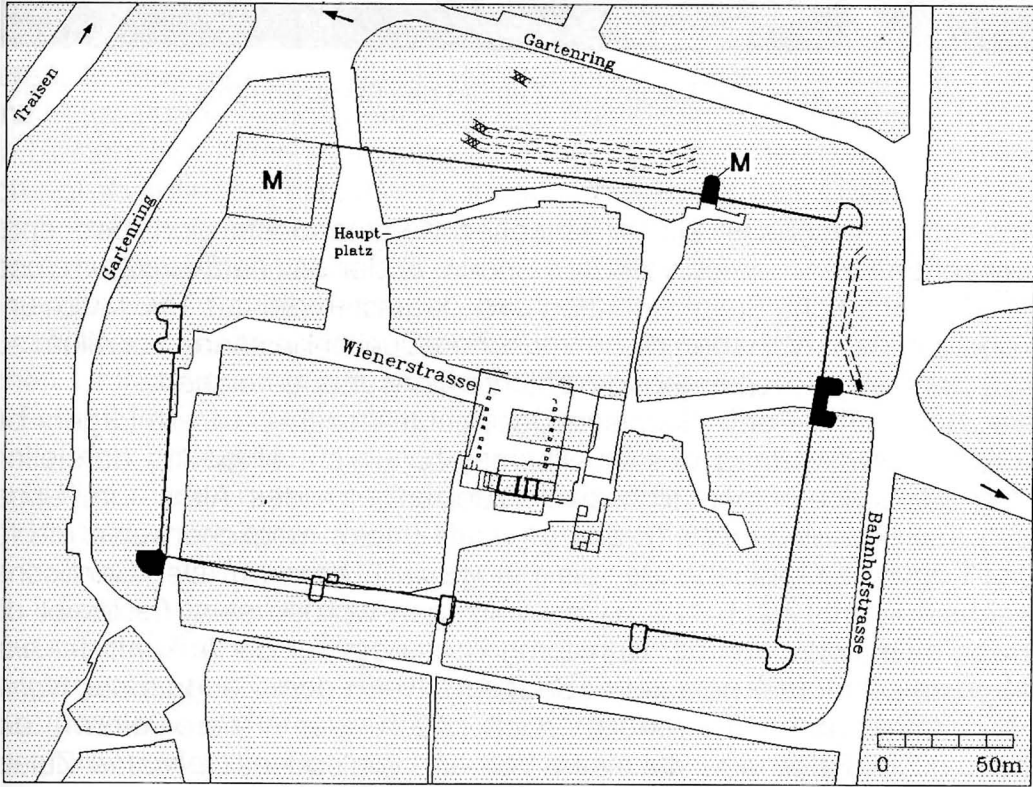 Gartenring
Traisen
M
M
Gartenring
Haupt-
platz
Wienerstrasse
Bahnhofstrasse
0 50m